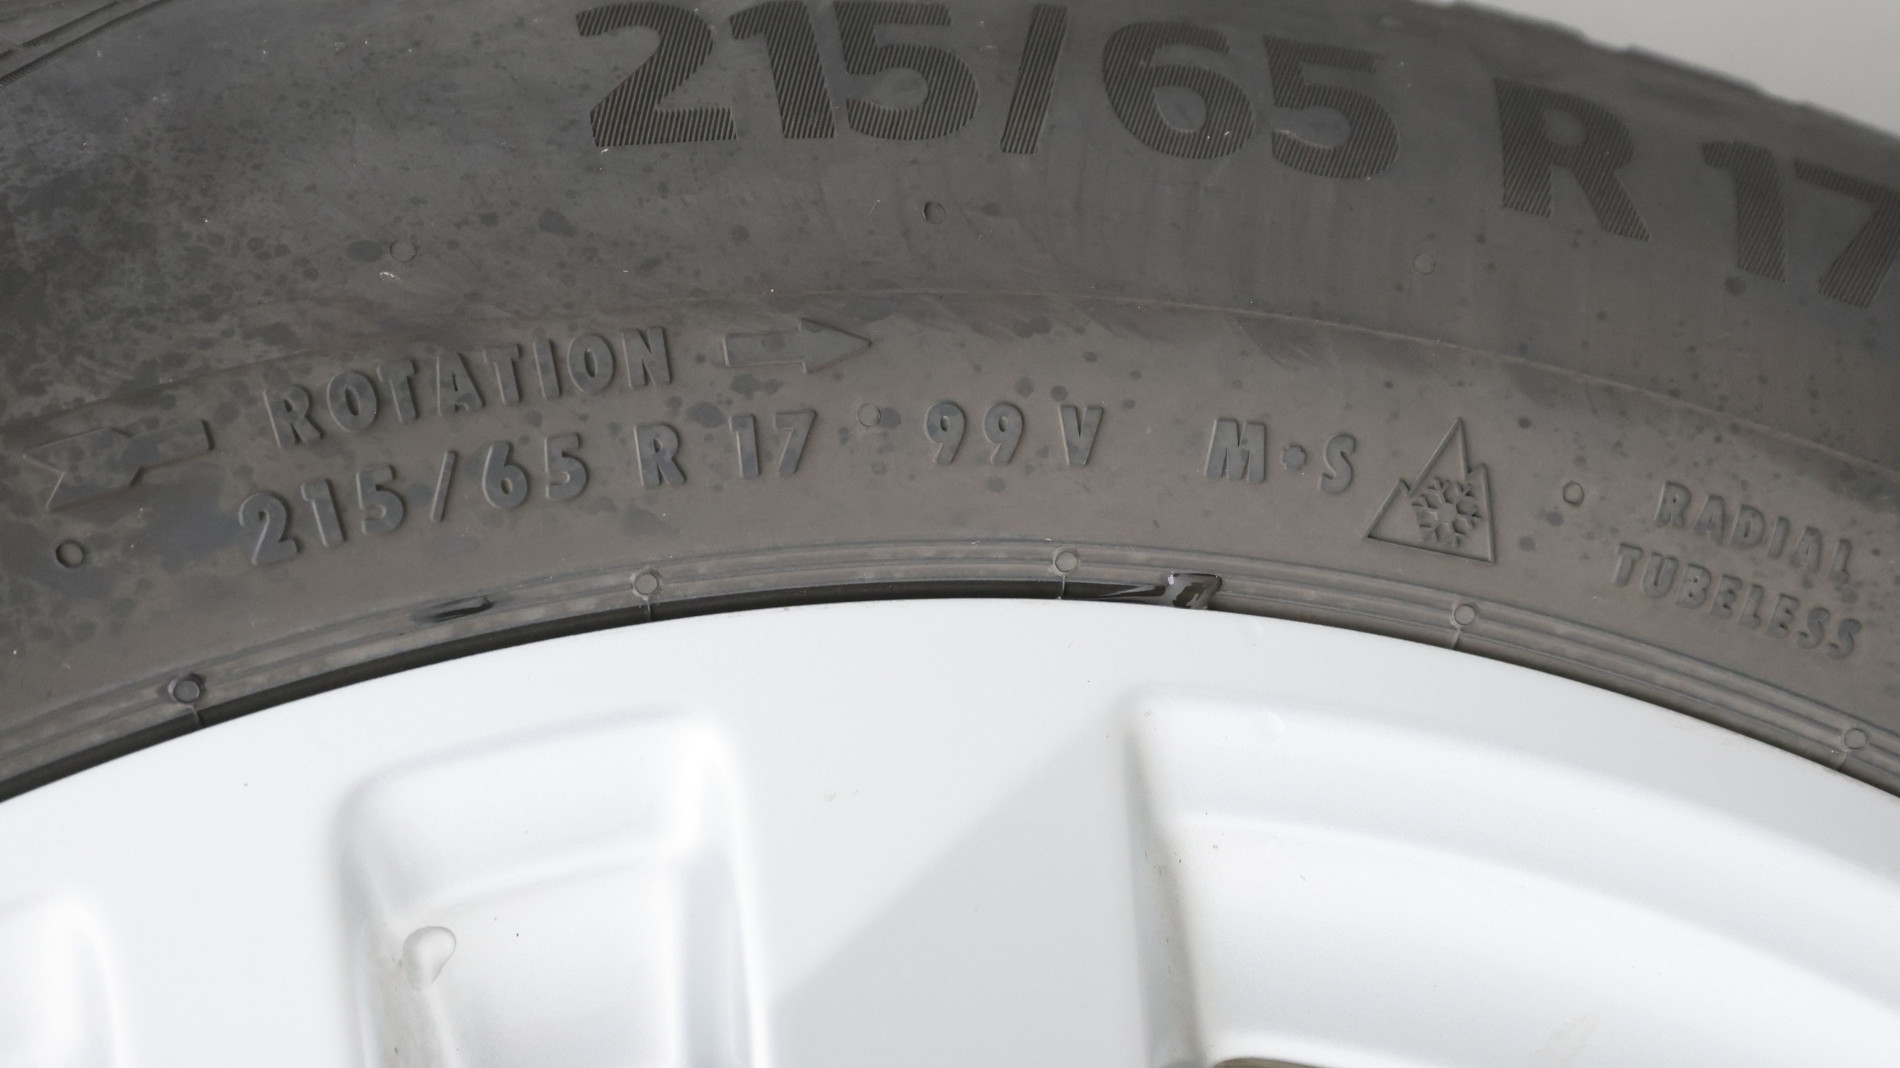 215/65 R 17
ROTATION
215/65 R 17 99 V M+S
RADIAL
TUBELESS